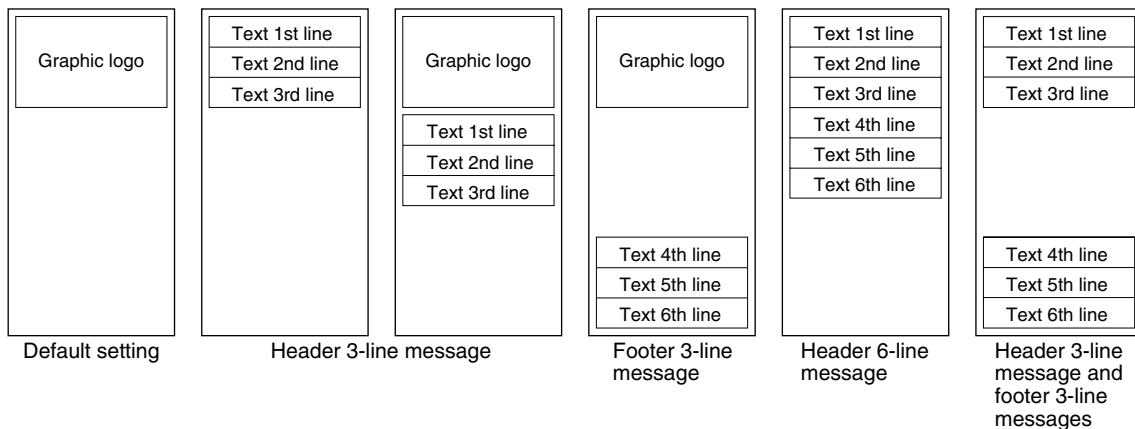 Graphic logo
Default setting
Text 1st line
Text 2nd line
Text 3rd line
Graphic logo
Text 1st line
Text 2nd line
Text 3rd line
Header 3-line message
Graphic logo
Text 4th line
Text 5th line
Text 6th line
Footer 3-line
message
Text 1st line
Text 2nd line
Text 3rd line
Text 4th line
Text 5th line
Text 6th line
Header 6-line
message
Text 1st line
Text 2nd line
Text 3rd line
Text 4th line
Text 5th line
Text 6th line
Header 3-line
message and
footer 3-line
messages